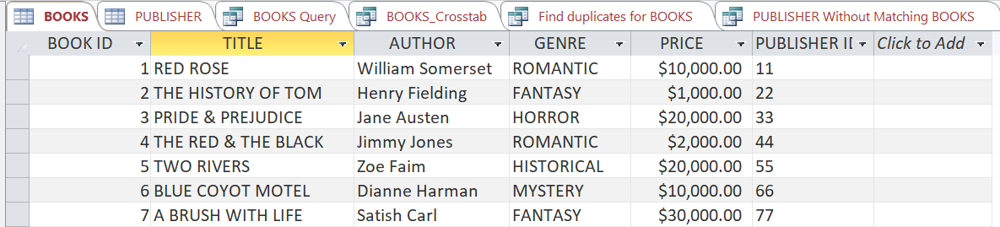 BOOKS PUBLISHER BOOKS Query BOOKS_Crosstab Find duplicates for BOOKS PUBLISHER Without Matching BOOKS
BOOK ID TITLE AUTHOR GENRE PRICE PUBLISHER ID Click to Add
1 RED ROSE William Somerset ROMANTIC $10,000.00 11
2 THE HISTORY OF TOM Henry Fielding FANTASY $1,000.00 22
3 PRIDE & PREJUDICE Jane Austen HORROR $20,000.00 33
4 THE RED & THE BLACK Jimmy Jones ROMANTIC $2,000.00 44
5 TWO RIVERS Zoe Faim HISTORICAL $20,000.00 55
6 BLUE COYOT MOTEL Dianne Harman MYSTERY $10,000.00 66
7 A BRUSH WITH LIFE Satish Carl FANTASY $30,000.00 77